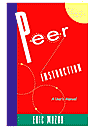 Peer
INSTRUCTION
A User's Manual
ERIC MAZUR